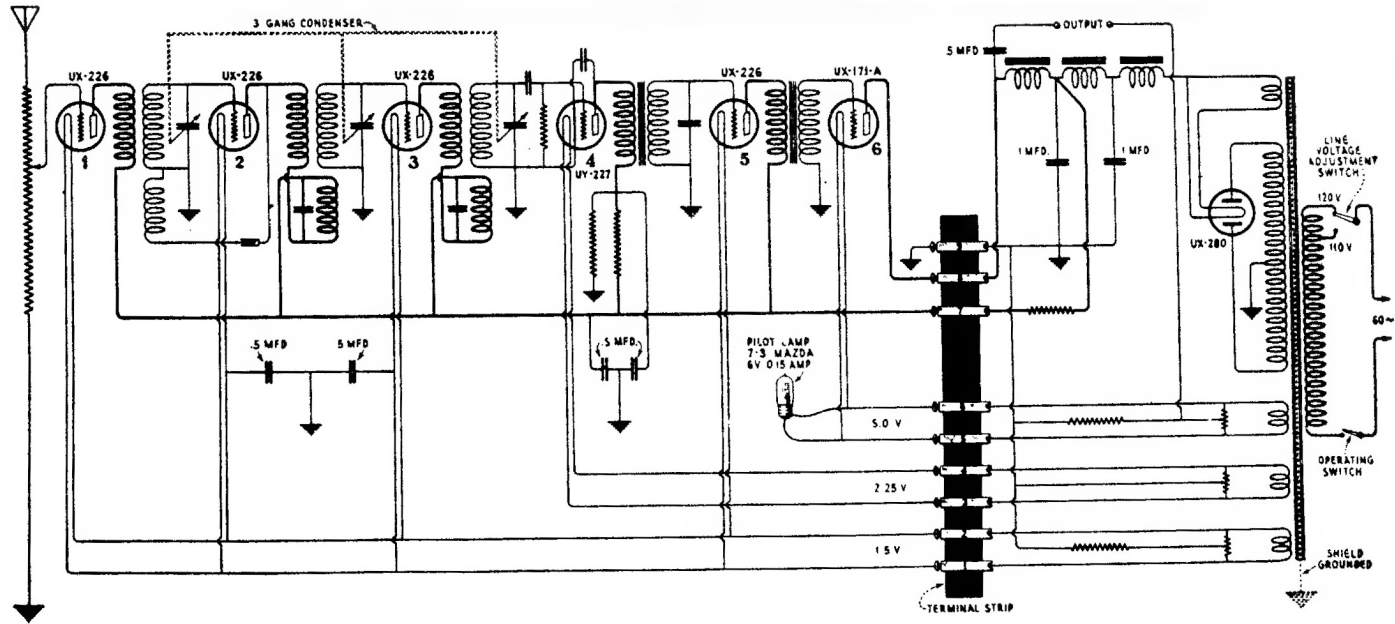 3 GANG CONDENSER
OUTPUT
.5 MFD
UX-226
UX-226
UX-226
UX-226
UX-171-A
1
2
3
4
5
6
UY-227
1 MFD.
1 MFD
LINE
VOLTAGE
ADJUSTMENT
SWITCH
120 V
110 V
UX-280
60~
.5 MFD
.5 MFD
.5 MFD.
PILOT LAMP
7-3 MAZDA
6V 0.15 AMP
5.0 V
OPERATING
SWITCH
2.25 V
1.5 V
SHIELD
GROUNDED
TERMINAL STRIP